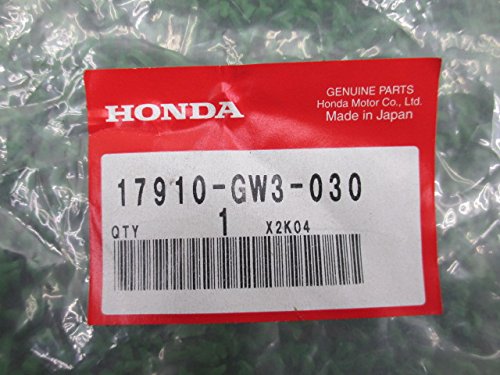 HONDA
GENUINE PARTS
Honda Motor Co., Ltd.
Made in Japan
17910-GW3-030
QTY 1 X2K04